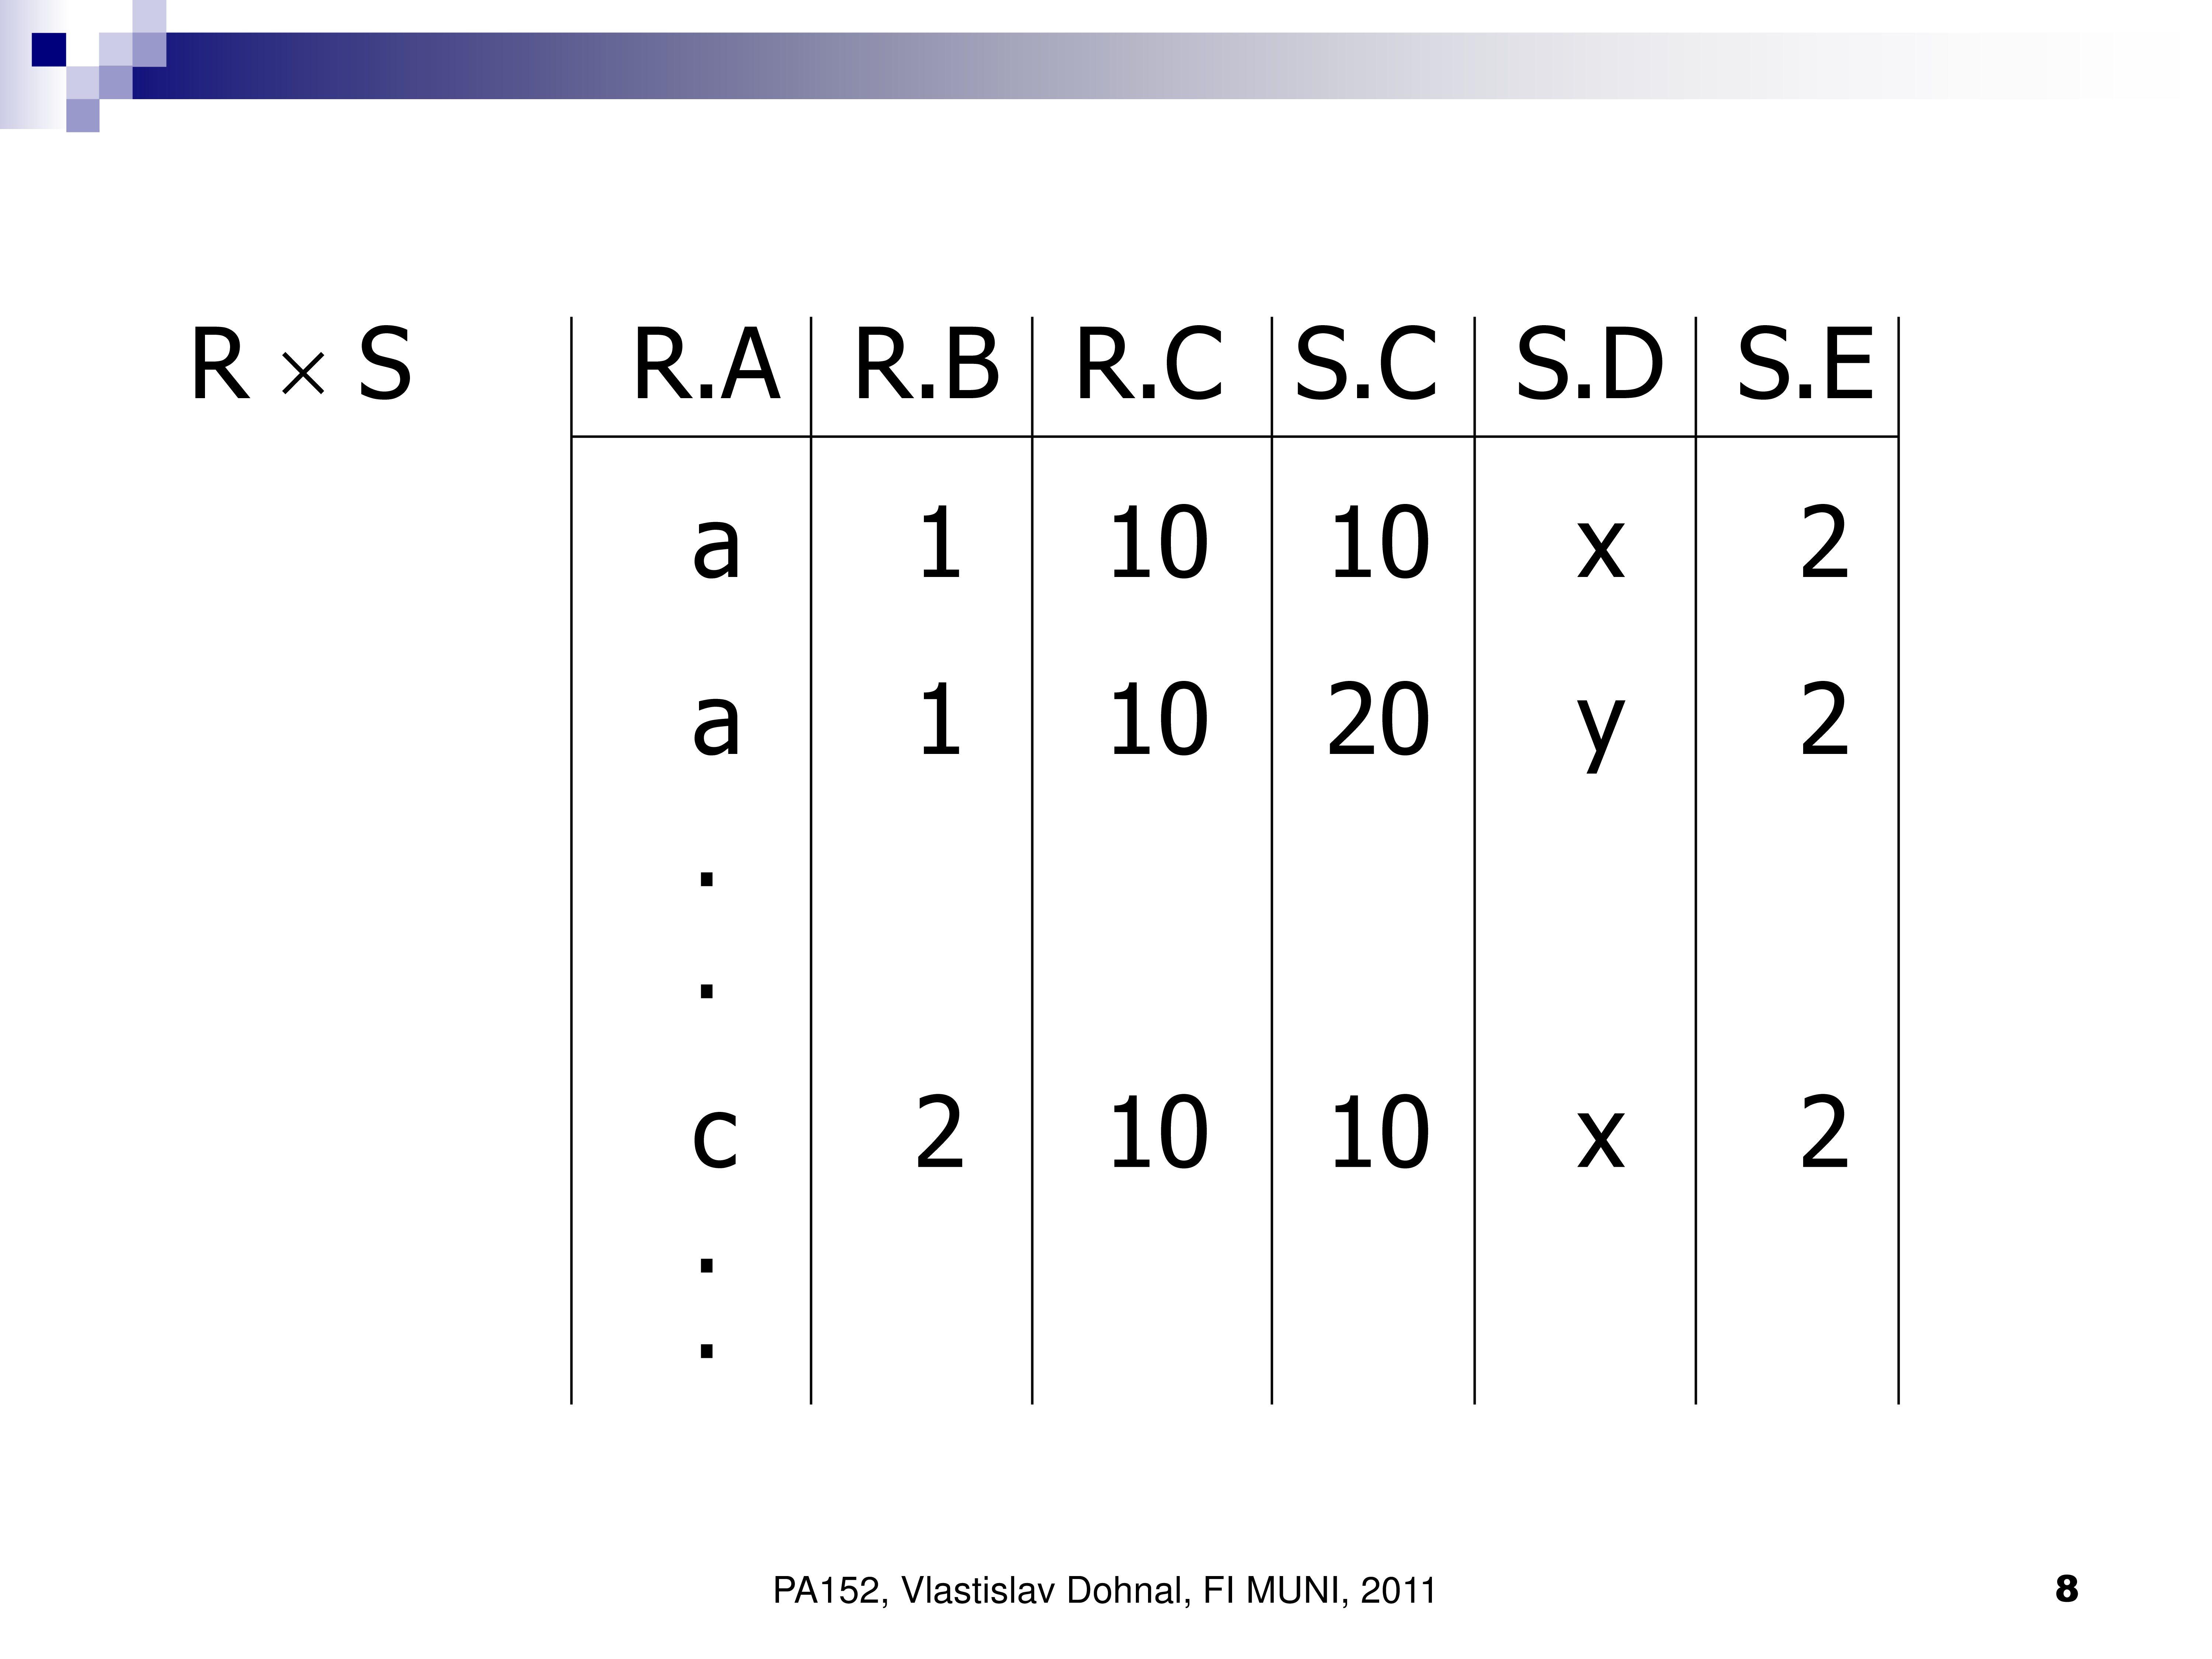 R × S R.A R.B R.C S.C S.D S.E
a 1 10 10 x 2
a 1 10 20 y 2
.
.
c 2 10 10 x 2
.
.
PA152, Vlastislav Dohnal, FI MUNI, 2011 8